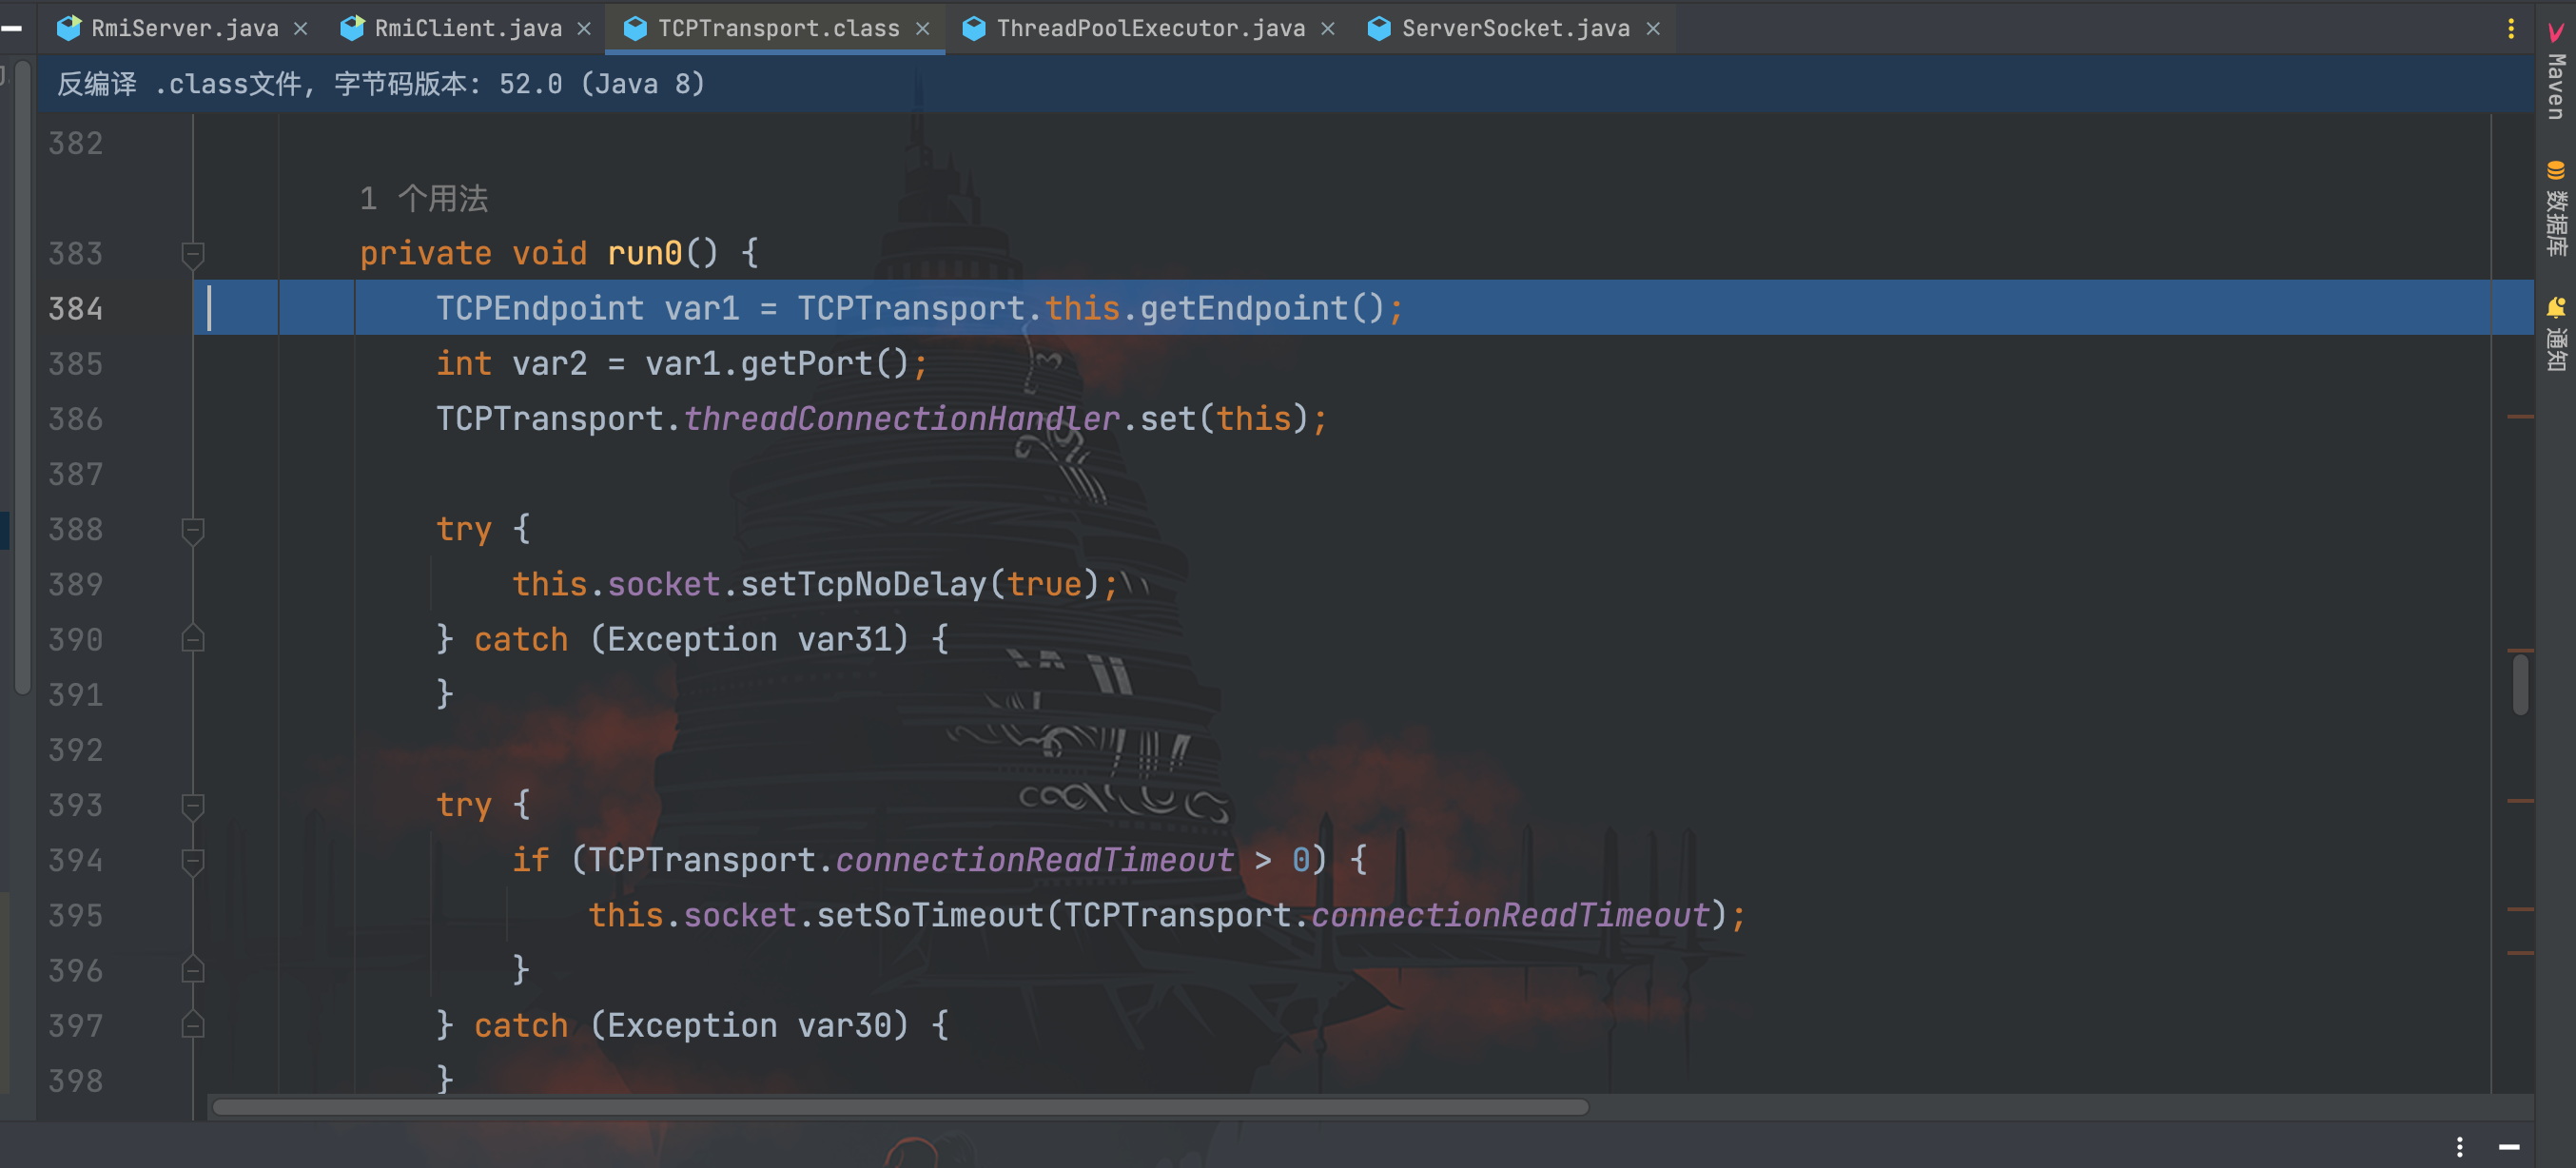 RmiServer.java RmiClient.java TCPTransport.class ThreadPoolExecutor.java ServerSocket.java
反编译 .class文件, 字节码版本: 52.0 (Java 8)
382
1 个用法
383 private void run0() {
384 TCPEndpoint var1 = TCPTransport.this.getEndpoint();
385 int var2 = var1.getPort();
386 TCPTransport.threadConnectionHandler.set(this);
387
388 try {
389 this.socket.setTcpNoDelay(true);
390 } catch (Exception var31) {
391 }
392
393 try {
394 if (TCPTransport.connectionReadTimeout > 0) {
395 this.socket.setSoTimeout(TCPTransport.connectionReadTimeout);
396 }
397 } catch (Exception var30) {
398 }
Maven
数据库
通知